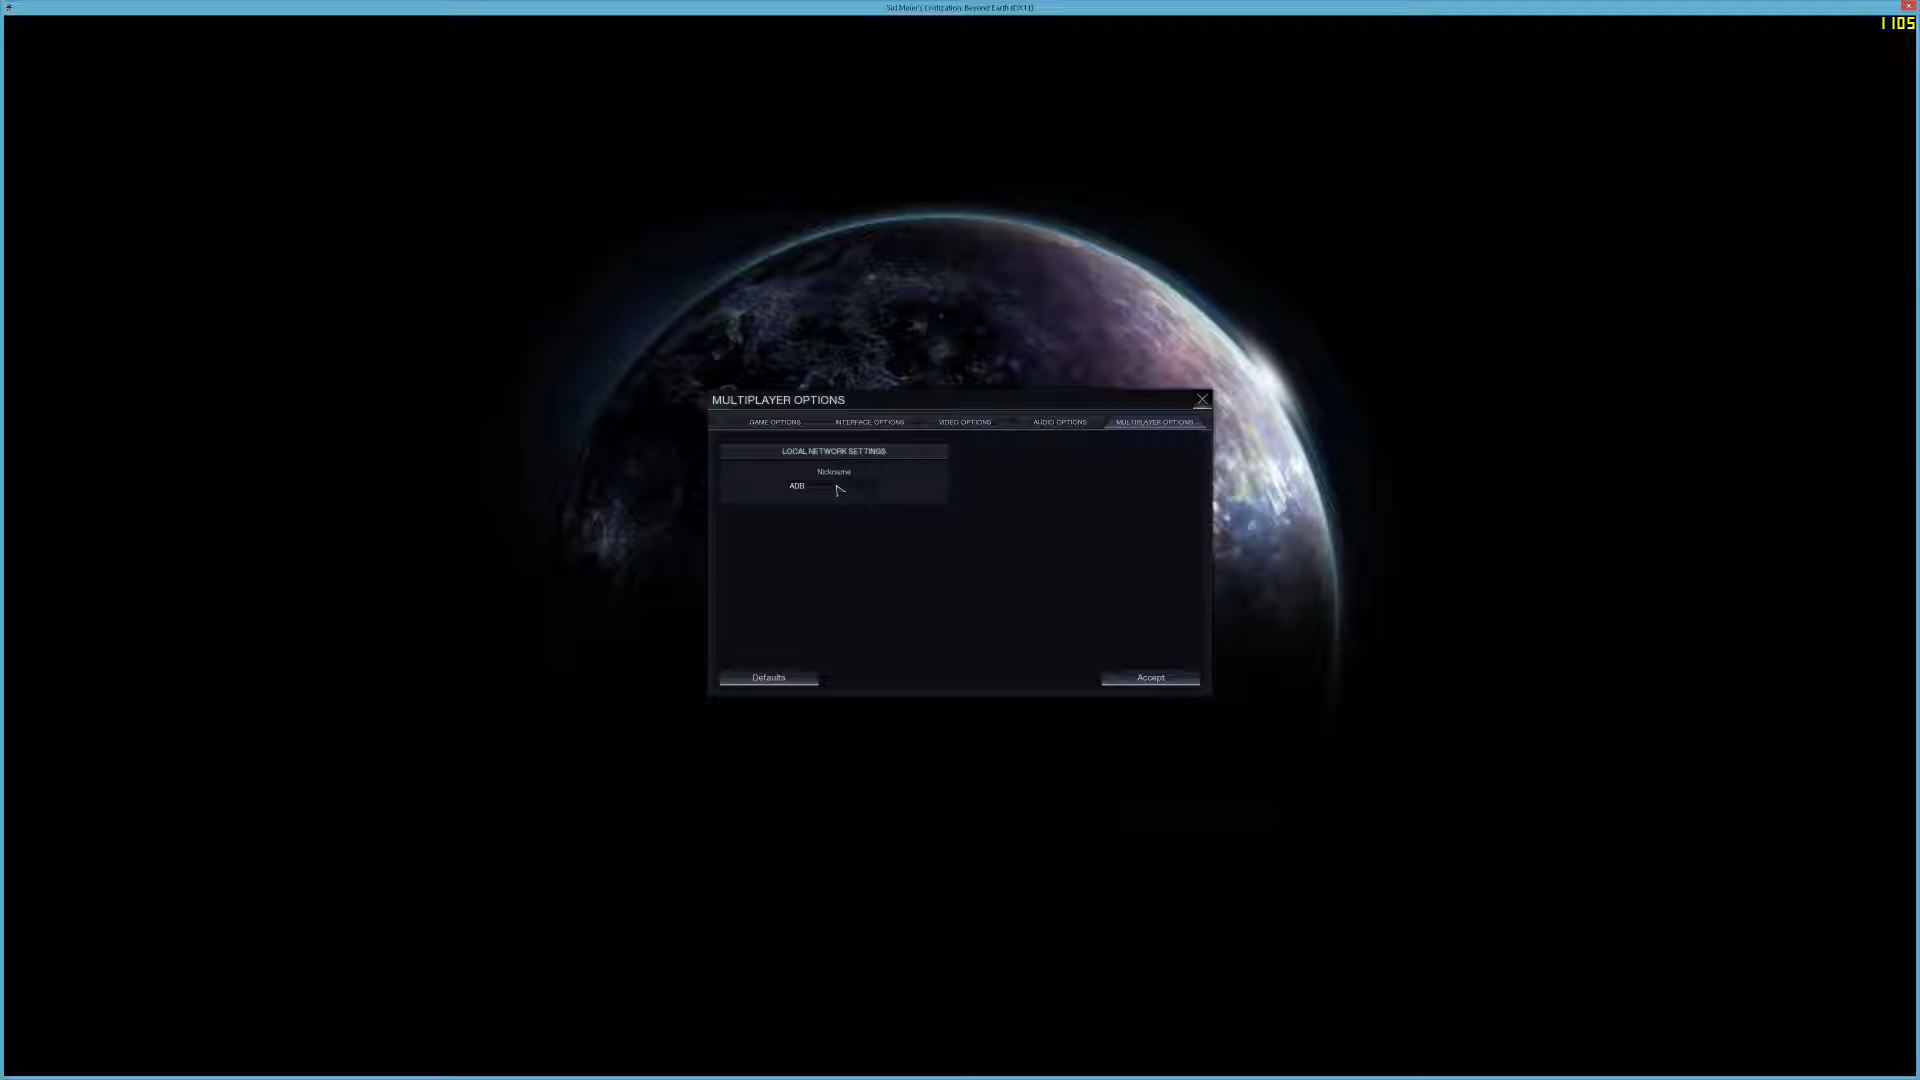 Sid Meier's Civilization: Beyond Earth (DX11)
1105
MULTIPLAYER OPTIONS
GAME OPTIONS INTERFACE OPTIONS VIDEO OPTIONS AUDIO OPTIONS MULTIPLAYER OPTIONS
LOCAL NETWORK SETTINGS
Nickname
ADB
Defaults Accept